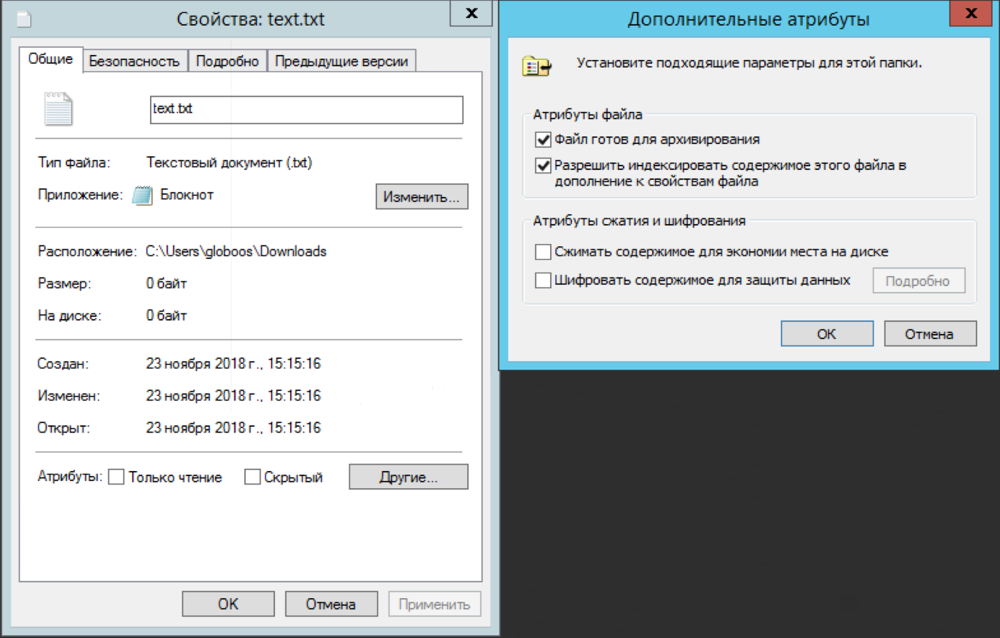 Свойства: text.txt
X
Общие
Безопасность
Подробно
Предыдущие версии
text.txt
Тип файла: Текстовый документ (.txt)
Приложение: Блокнот
Изменить...
Расположение: C:\Users\globoos\Downloads
Размер: 0 байт
На диске: 0 байт
Создан: 23 ноября 2018 г., 15:15:16
Изменен: 23 ноября 2018 г., 15:15:16
Открыт: 23 ноября 2018 г., 15:15:16
Атрибуты: Только чтение Скрытый Другие...
OK Отмена Применить
Дополнительные атрибуты
X
Установите подходящие параметры для этой папки.
Атрибуты файла
Файл готов для архивирования
Разрешить индексировать содержимое этого файла в
дополнение к свойствам файла
Атрибуты сжатия и шифрования
Сжимать содержимое для экономии места на диске
Шифровать содержимое для защиты данных Подробно
OK Отмена